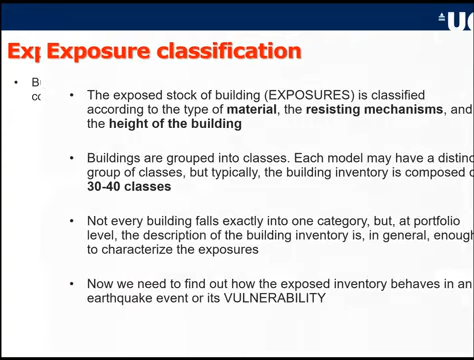 UC
Exp Exposure classification
• Bu
co
• The exposed stock of building (EXPOSURES) is classified
according to the type of material, the resisting mechanisms, and
the height of the building
• Buildings are grouped into classes. Each model may have a distinc
group of classes, but typically, the building inventory is composed o
30-40 classes
• Not every building falls exactly into one category, but, at portfolio
level, the description of the building inventory is, in general, enough
to characterize the exposures
• Now we need to find out how the exposed inventory behaves in an
earthquake event or its VULNERABILITY